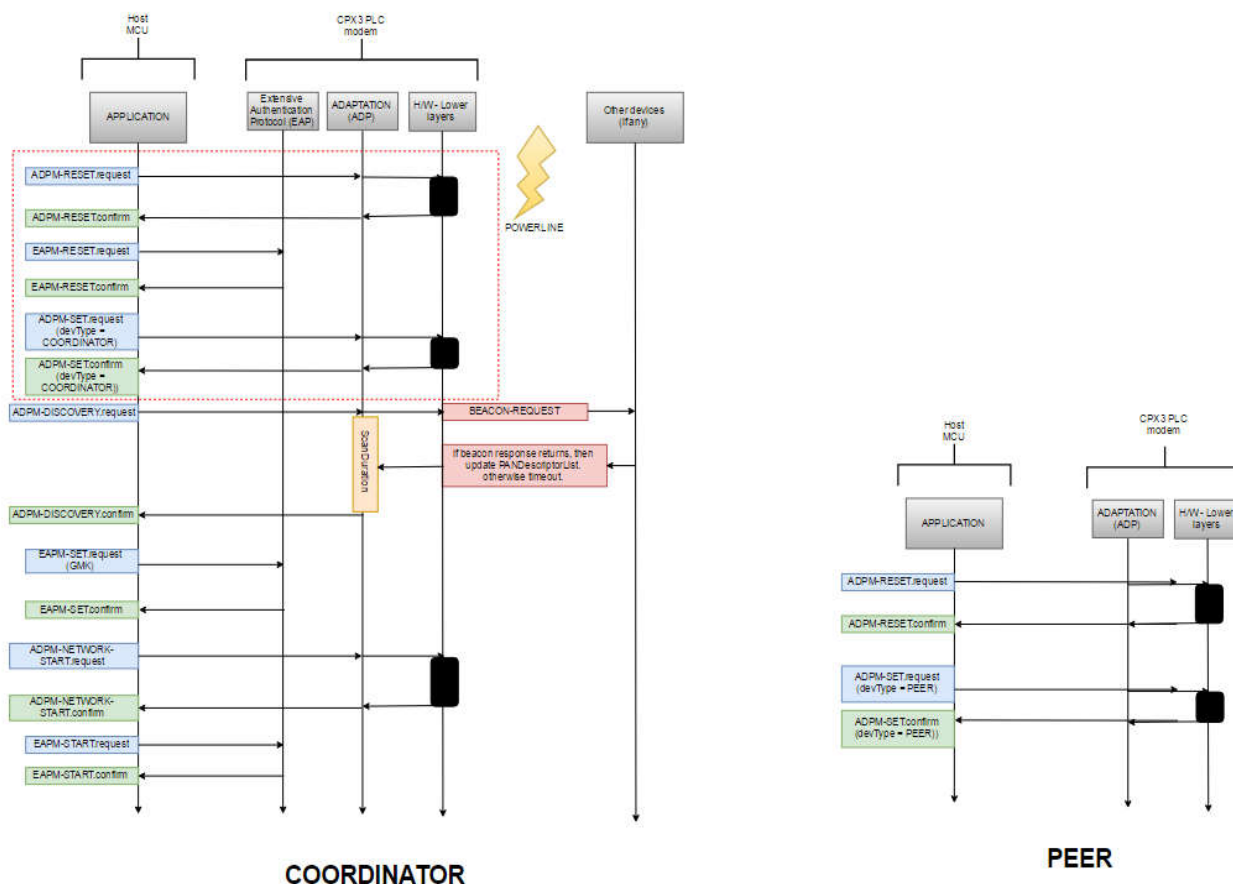 Host
MCU
CPX3 PLC
modem
APPLICATION
Extensive
Authentication
Protocol (EAP)
ADAPTATION
(ADP)
H/W- Lower
layers
Other devices
(If any)
ADPM-RESET.request
ADPM-RESET.confirm
POWERLINE
EAPM-RESET.request
EAPM-RESET.confirm
ADPM-SET.request
(devType =
COORDINATOR)
ADPM-SET.confirm
(devType =
COORDINATOR))
ADPM-DISCOVERY.request
BEACON-REQUEST
ScanDuration
If beacon response returns, then
update PANDescriptorList.
otherwise timeout.
ADPM-DISCOVERY.confirm
EAPM-SET.request
(GMK)
EAPM-SET.confirm
ADPM-NETWORK-
START.request
ADPM-NETWORK-
START.confirm
EAPM-START.request
EAPM-START.confirm
COORDINATOR
Host
MCU
CPX3 PLC
modem
APPLICATION
ADAPTATION
(ADP)
H/W- Lower
layers
ADPM-RESET.request
ADPM-RESET.confirm
ADPM-SET.request
(devType = PEER)
ADPM-SET.confirm
(devType = PEER))
PEER